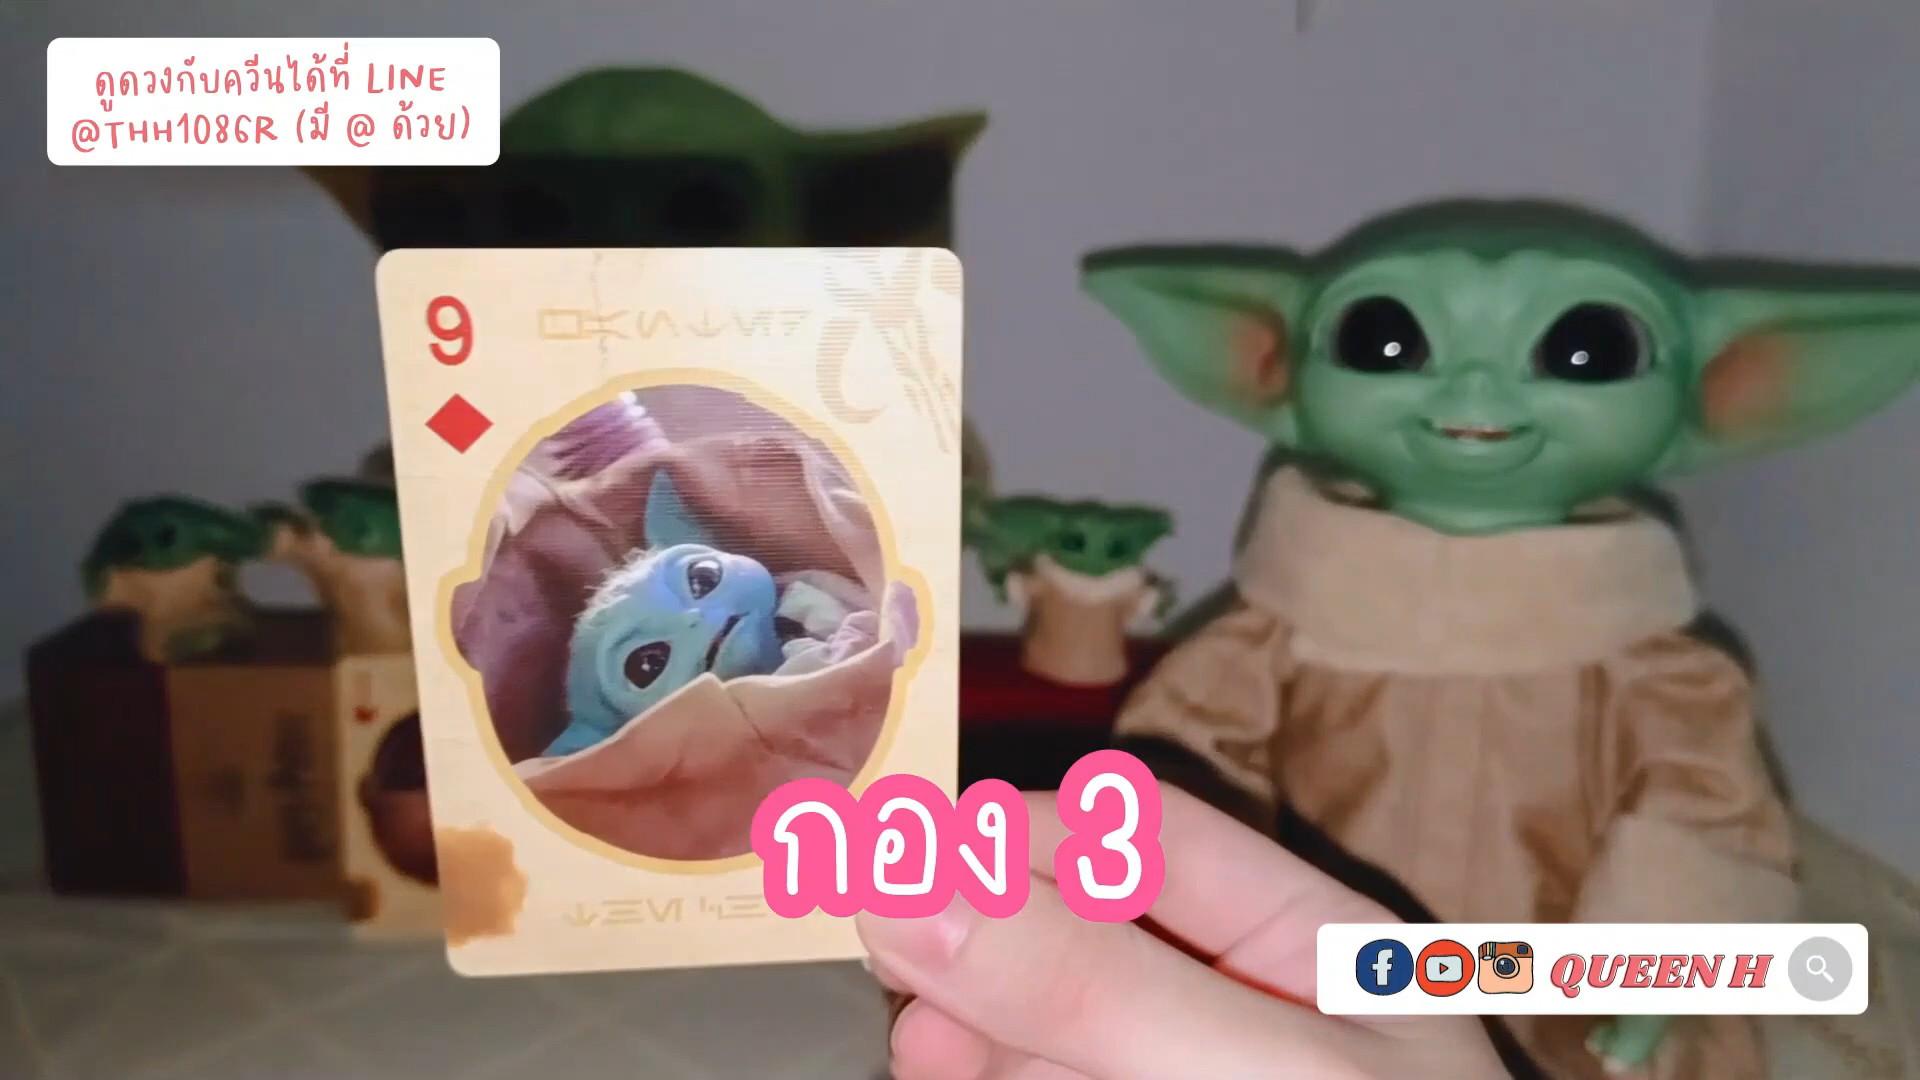 ดูดวงกับควีนได้ที่ LINE
@THH1086R (มี @ ด้วย)
9
กอง 3
QUEEN H